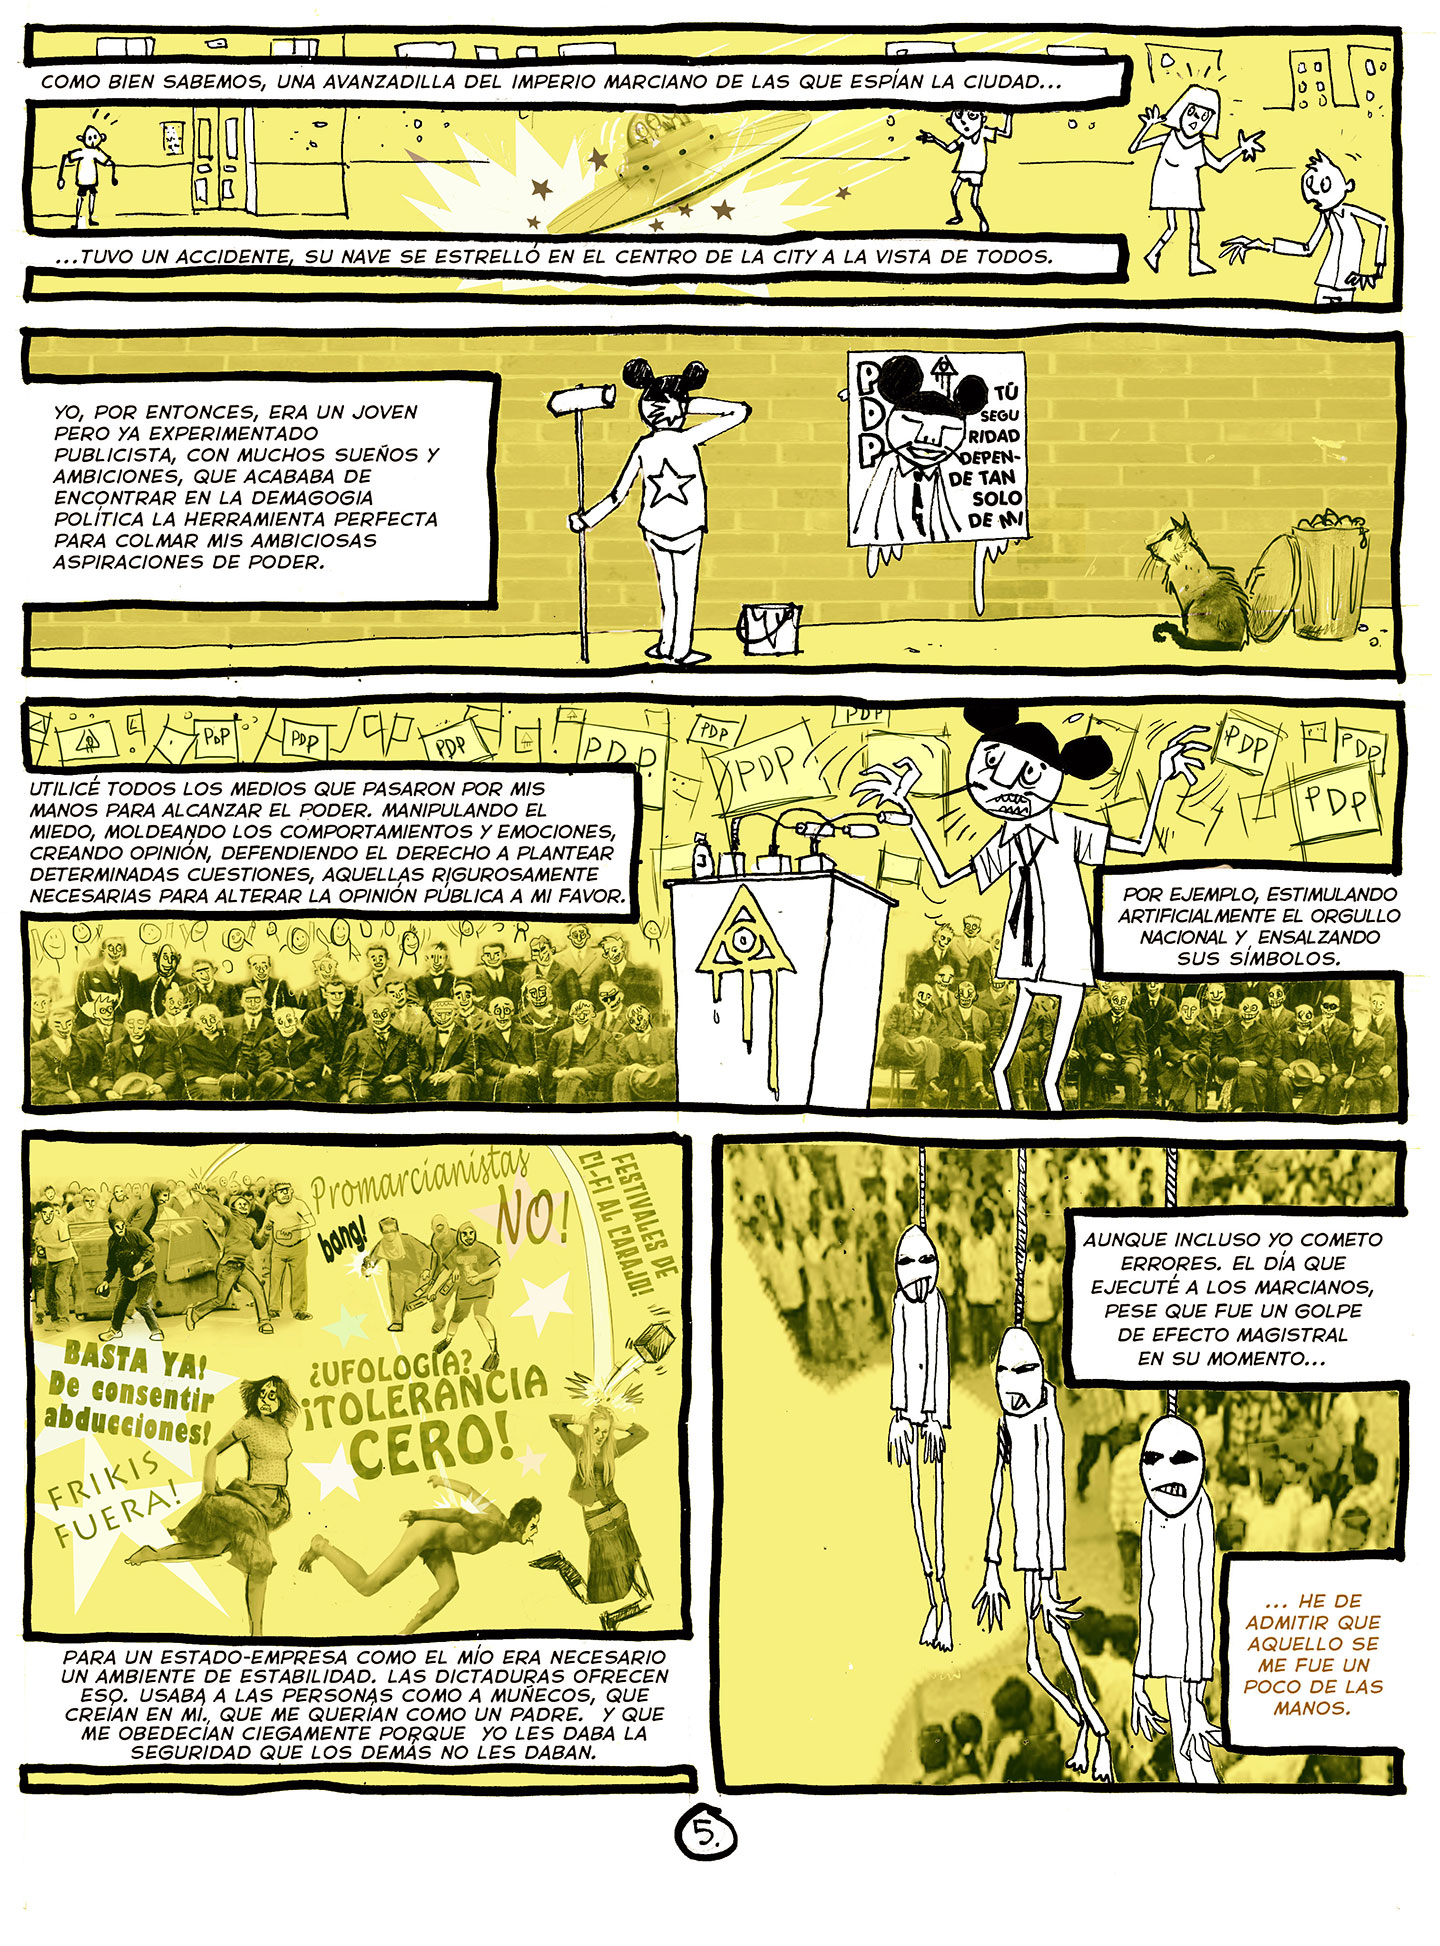 COMO BIEN SABEMOS, UNA AVANZADILLA DEL IMPERIO MARCIANO DE LAS QUE ESPÍAN LA CIUDAD...
...TUVO UN ACCIDENTE, SU NAVE SE ESTRELLÓ EN EL CENTRO DE LA CITY A LA VISTA DE TODOS.
YO, POR ENTONCES, ERA UN JOVEN
PERO YA EXPERIMENTADO
PUBLICISTA, CON MUCHOS SUEÑOS Y
AMBICIONES, QUE ACABABA DE
ENCONTRAR EN LA DEMAGOGIA
POLÍTICA LA HERRAMIENTA PERFECTA
PARA COLMAR MIS AMBICIOSAS
ASPIRACIONES DE PODER.
PDP
TÚ
SEGU
RIDAD
DEPEN-
DE TAN
SOLO
DE MI
PDP
PDP
PDP
PDP
PDP
PDP
PDP
PDP
PDP
UTILICÉ TODOS LOS MEDIOS QUE PASARON POR MIS
MANOS PARA ALCANZAR EL PODER. MANIPULANDO EL
MIEDO, MOLDEANDO LOS COMPORTAMIENTOS Y EMOCIONES,
CREANDO OPINIÓN, DEFENDIENDO EL DERECHO A PLANTEAR
DETERMINADAS CUESTIONES, AQUELLAS RIGUROSAMENTE
NECESARIAS PARA ALTERAR LA OPINIÓN PÚBLICA A MI FAVOR.
POR EJEMPLO, ESTIMULANDO
ARTIFICIALMENTE EL ORGULLO
NACIONAL Y ENSALZANDO
SUS SÍMBOLOS.
Promarcianistas
NO!
bang!
FESTIVALES DE
CI-FI AL CARAJO!
BASTA YA!
De consentir
abducciones!
¿UFOLOGÍA?
¡TOLERANCIA
CERO!
FRIKIS
FUERA!
PARA UN ESTADO-EMPRESA COMO EL MÍO ERA NECESARIO
UN AMBIENTE DE ESTABILIDAD. LAS DICTADURAS OFRECEN
ESO. USABA A LAS PERSONAS COMO A MUÑECOS, QUE
CREÍAN EN MÍ, QUE ME QUERÍAN COMO UN PADRE. Y QUE
ME OBEDECÍAN CIEGAMENTE PORQUE YO LES DABA LA
SEGURIDAD QUE LOS DEMÁS NO LES DABAN.
AUNQUE INCLUSO YO COMETO
ERRORES. EL DÍA QUE
EJECUTÉ A LOS MARCIANOS,
PESE QUE FUE UN GOLPE
DE EFECTO MAGISTRAL
EN SU MOMENTO...
... HE DE
ADMITIR QUE
AQUELLO SE
ME FUE UN
POCO DE LAS
MANOS.
5.